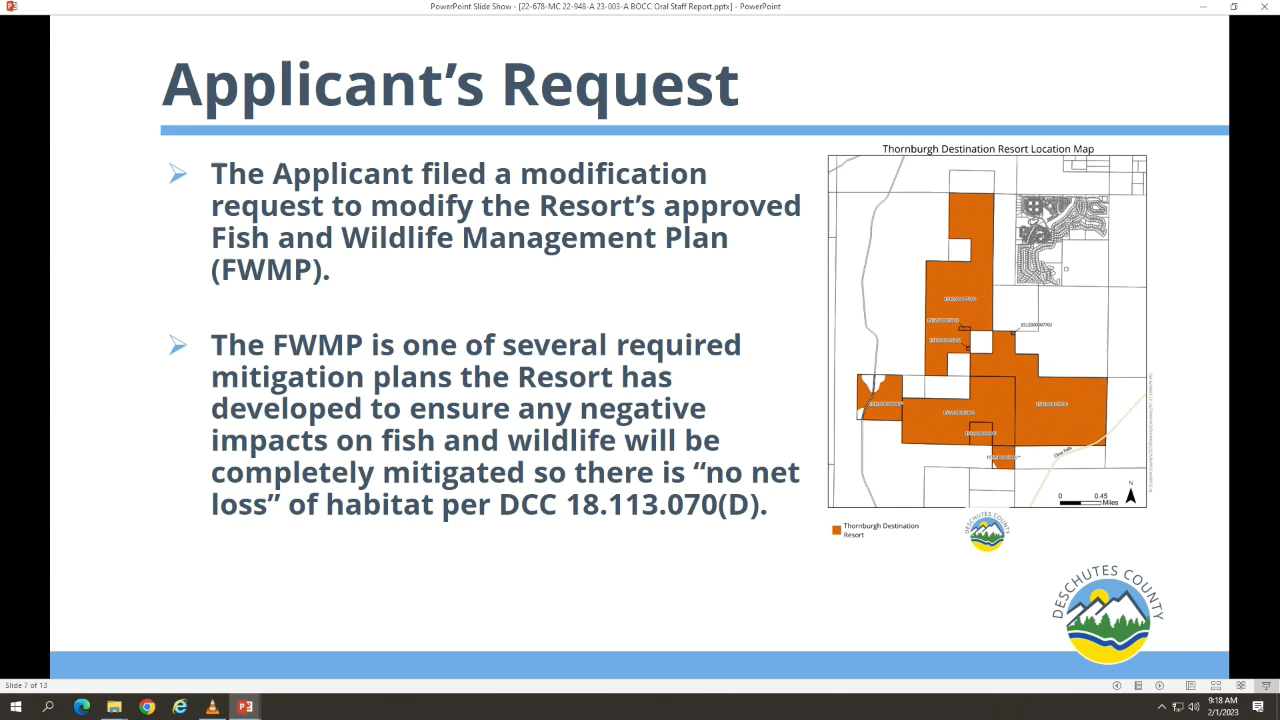 PowerPoint Slide Show - [22-678-MC 22-948-A 23-003-A BOCC Oral Staff Report.pptx] - PowerPoint
Applicant's Request
➢ The Applicant filed a modification
request to modify the Resort's approved
Fish and Wildlife Management Plan
(FWMP).
➢ The FWMP is one of several required
mitigation plans the Resort has
developed to ensure any negative
impacts on fish and wildlife will be
completely mitigated so there is “no net
loss” of habitat per DCC 18.113.070(D).
Thornburgh Destination Resort Location Map
1512000007701
Cline Falls
N
0 0.45
Miles
Thornburgh Destination
Resort
DESCHUTES COUNTY
DESCHUTES COUNTY
Slide 7 of 13
9:18 AM
2/1/2023